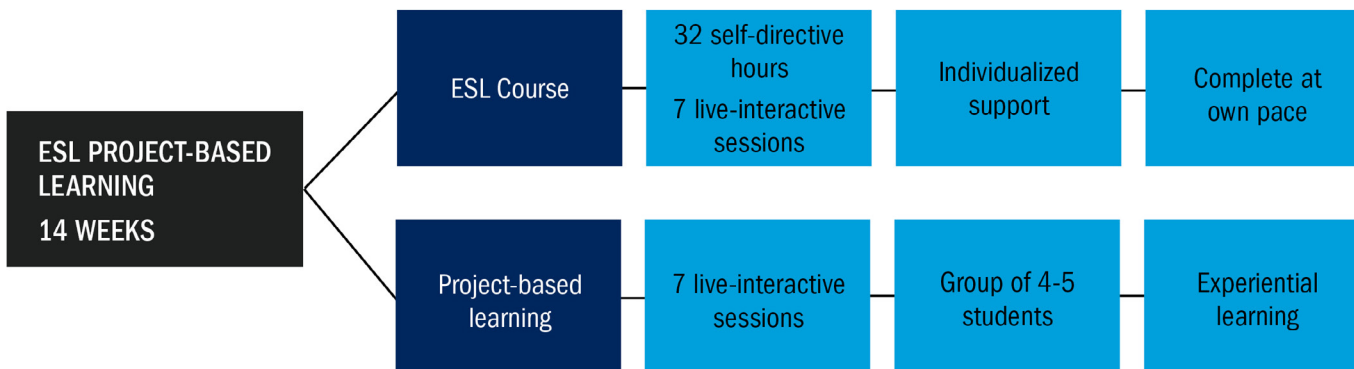 ESL PROJECT-BASED
LEARNING
14 WEEKS
ESL Course
32 self-directive
hours
7 live-interactive
sessions
Individualized
support
Complete at
own pace
Project-based
learning
7 live-interactive
sessions
Group of 4-5
students
Experiential
learning